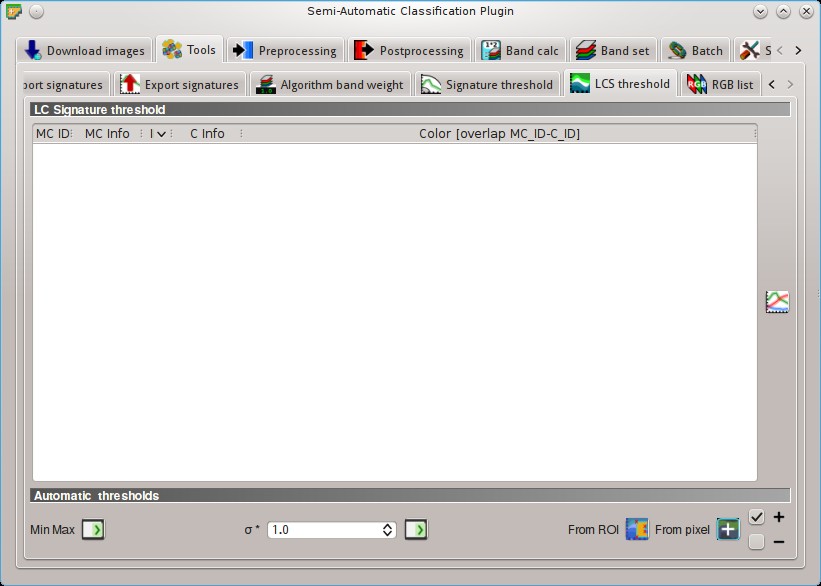 Semi-Automatic Classification Plugin
Download images Tools Preprocessing Postprocessing Band calc Band set Batch S
port signatures Export signatures Algorithm band weight Signature threshold LCS threshold RGB list
LC Signature threshold
MC ID MC Info I C Info Color [overlap MC_ID-C_ID]
Automatic thresholds
Min Max σ * 1.0 From ROI From pixel